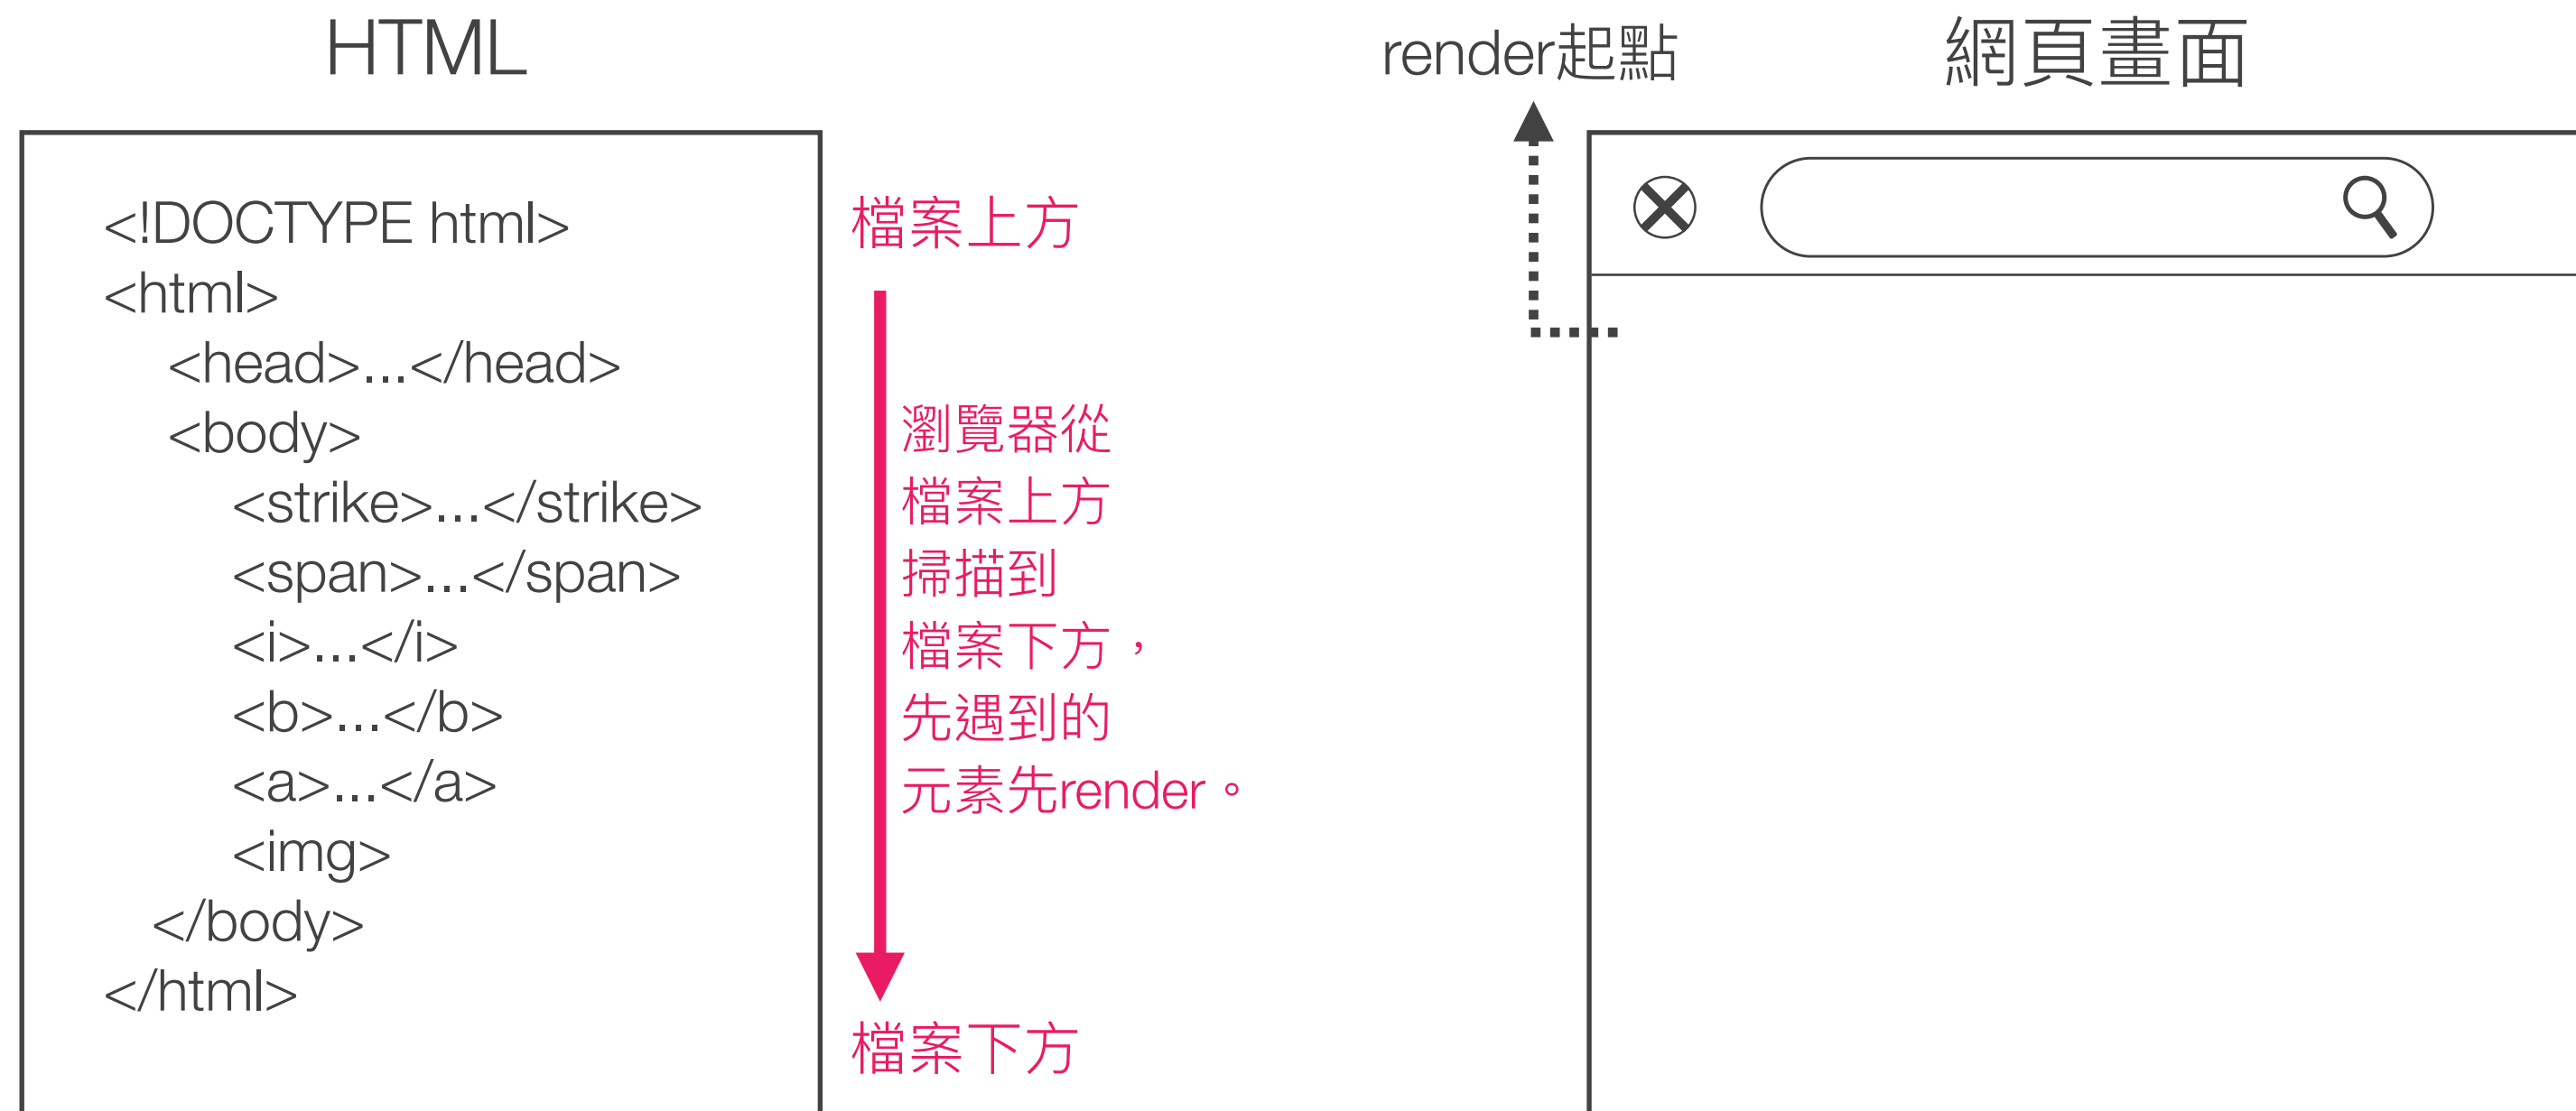 HTML
<!DOCTYPE html>
<html>
<head>...</head>
<body>
<strike>...</strike>
<span>...</span>
<i>...</i>
<b>...</b>
<a>...</a>
<img>
</body>
</html>
檔案上方
瀏覽器從
檔案上方
掃描到
檔案下方，
先遇到的
元素先render。
檔案下方
render起點
網頁畫面